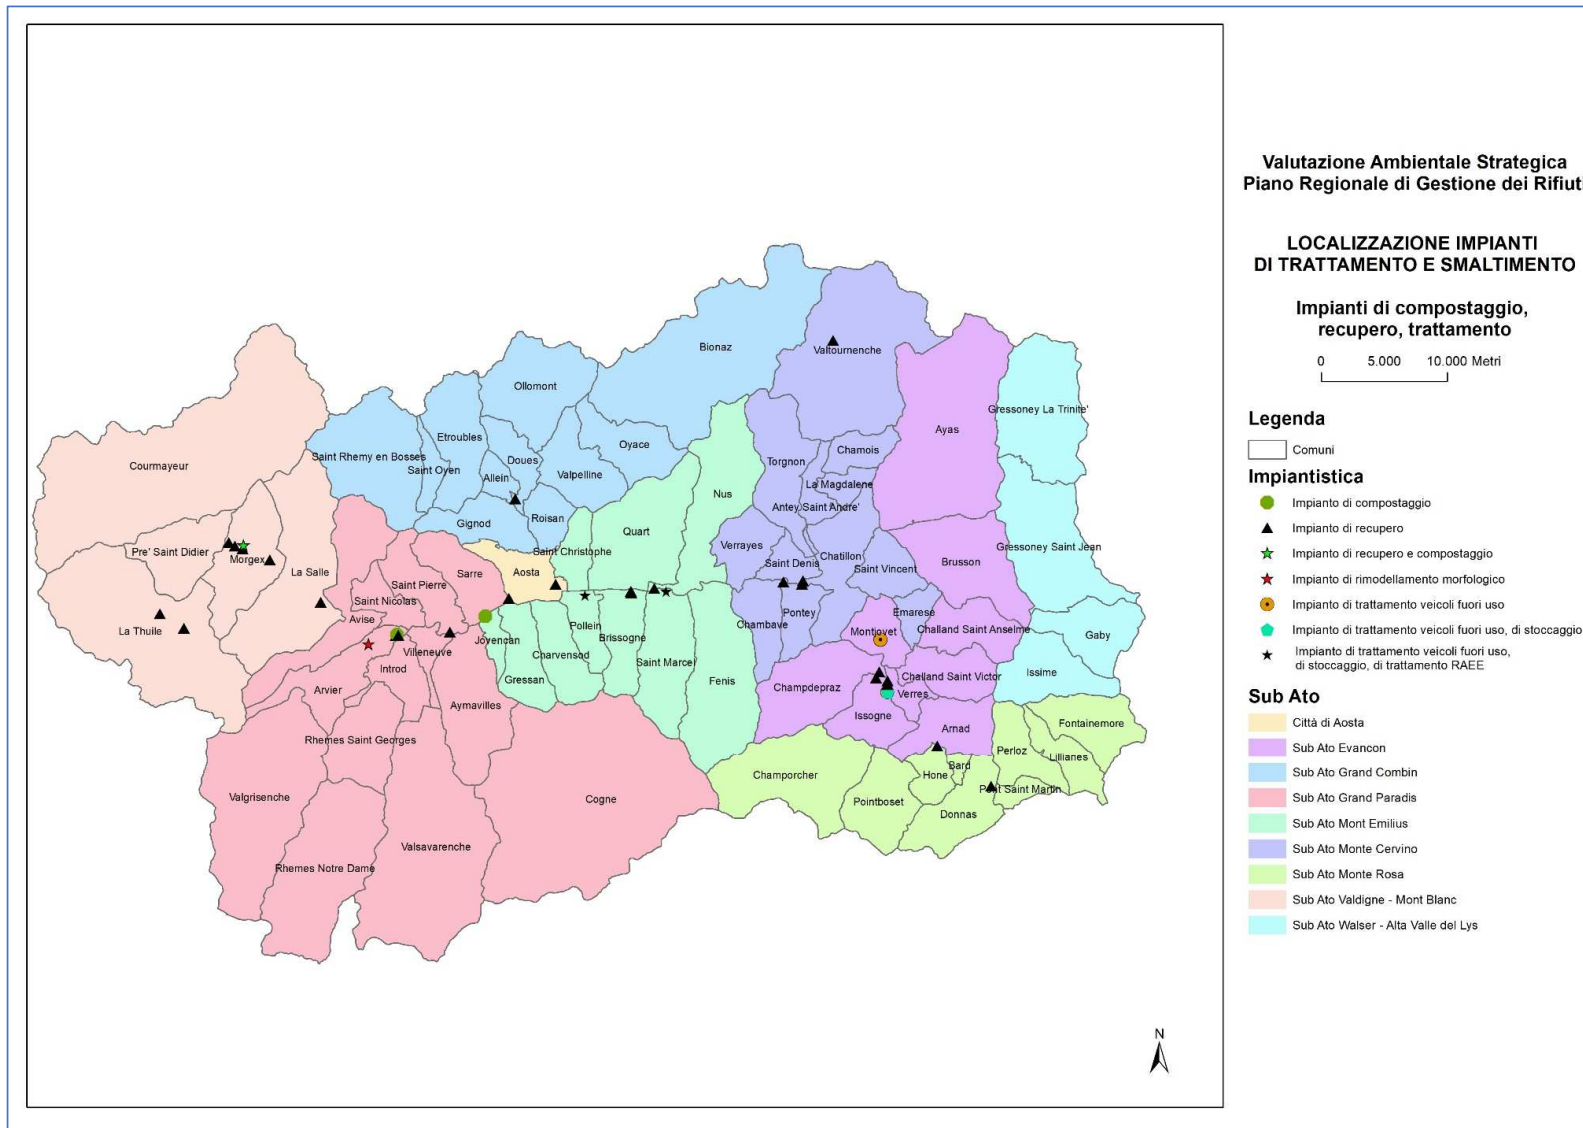 Valutazione Ambientale Strategica
Piano Regionale di Gestione dei Rifiuti
LOCALIZZAZIONE IMPIANTI
DI TRATTAMENTO E SMALTIMENTO
Impianti di compostaggio,
recupero, trattamento
0 5.000 10.000 Metri
Legenda
Comuni
Impiantistica
Impianto di compostaggio
Impianto di recupero
Impianto di recupero e compostaggio
Impianto di rimodellamento morfologico
Impianto di trattamento veicoli fuori uso
Impianto di trattamento veicoli fuori uso, di stoccaggio
Impianto di trattamento veicoli fuori uso,
di stoccaggio, di trattamento RAEE
Sub Ato
Città di Aosta
Sub Ato Evancon
Sub Ato Grand Combin
Sub Ato Grand Paradis
Sub Ato Mont Emilius
Sub Ato Monte Cervino
Sub Ato Monte Rosa
Sub Ato Valdigne - Mont Blanc
Sub Ato Walser - Alta Valle del Lys
Bionaz
Valtournenche
Ollomont
Gressoney La Trinite'
Ayas
Etroubles
Oyace
Chamois
Saint Rhemy en Bosses
Doues
Torgnon
Courmayeur
Saint Oyen
Valpelline
Allein
La Magdalene
Nus
Antey Saint Andre'
Roisan
Gignod
Quart
Verrayes
Gressoney Saint Jean
Pre' Saint Didier
Saint Christophe
Chatillon
Morgex
Saint Denis
Brusson
La Salle
Aosta
Sarre
Saint Vincent
Saint Pierre
Saint Nicolas
Emarese
Pontey
Avise
Pollein
Chambave
La Thuile
Montjovet
Challand Saint Anselme
Gaby
Jovencan
Brissogne
Villeneuve
Charvensod
Saint Marcel
Introd
Issime
Challand Saint Victor
Gressan
Fenis
Champdepraz
Arvier
Verres
Aymavilles
Issogne
Fontainemore
Arnad
Rhemes Saint Georges
Perloz
Lillianes
Bard
Champorcher
Hone
Pont Saint Martin
Valgrisenche
Cogne
Pointboset
Donnas
Valsavarenche
Rhemes Notre Dame
N